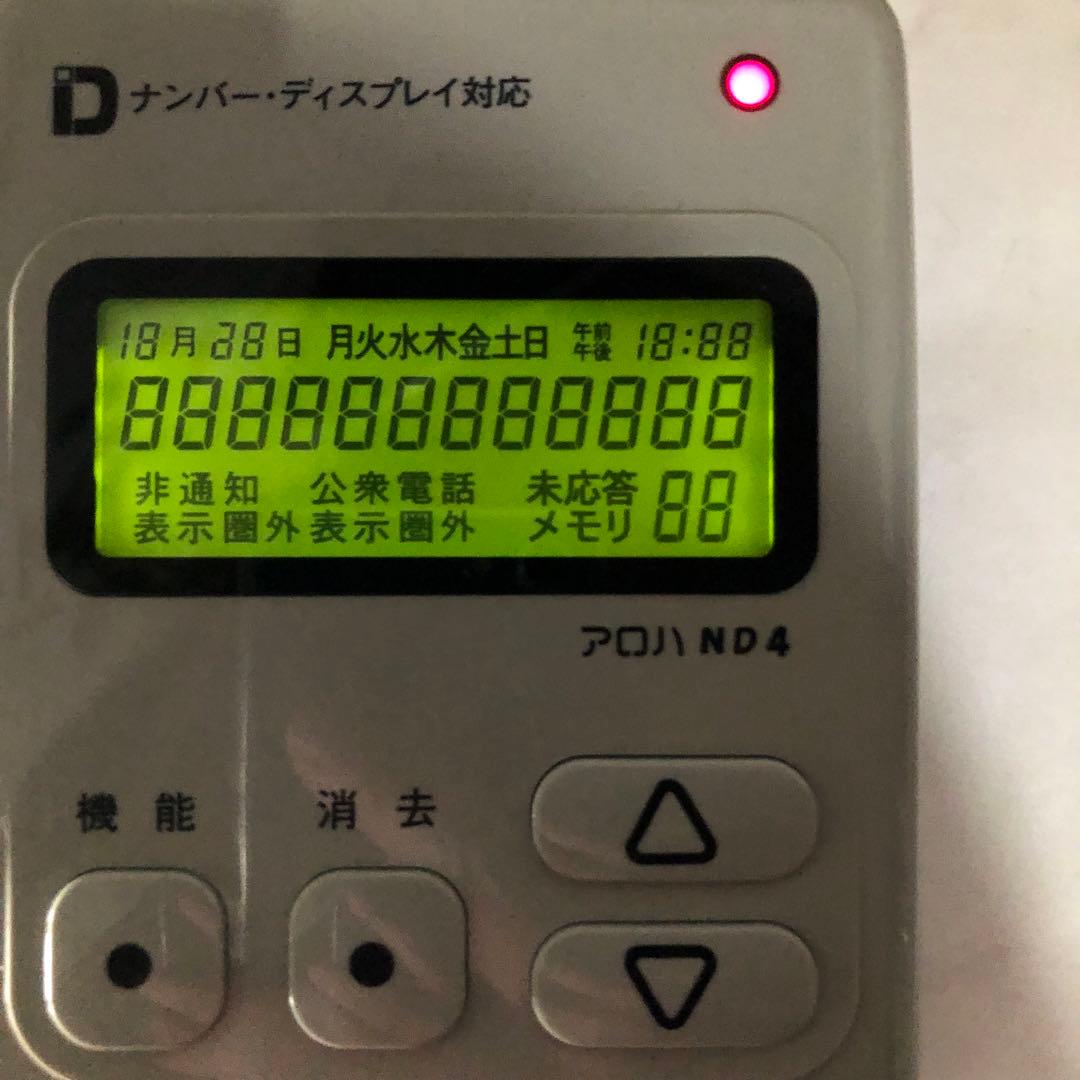 iD ナンバー・ディスプレイ対応
18月28日 月火水木金土日 午前 午後 18:88
888888888888
非通知 公衆電話 未応答 88
表示圏外 表示圏外 メモリ
アロハ ND4
機能 消去